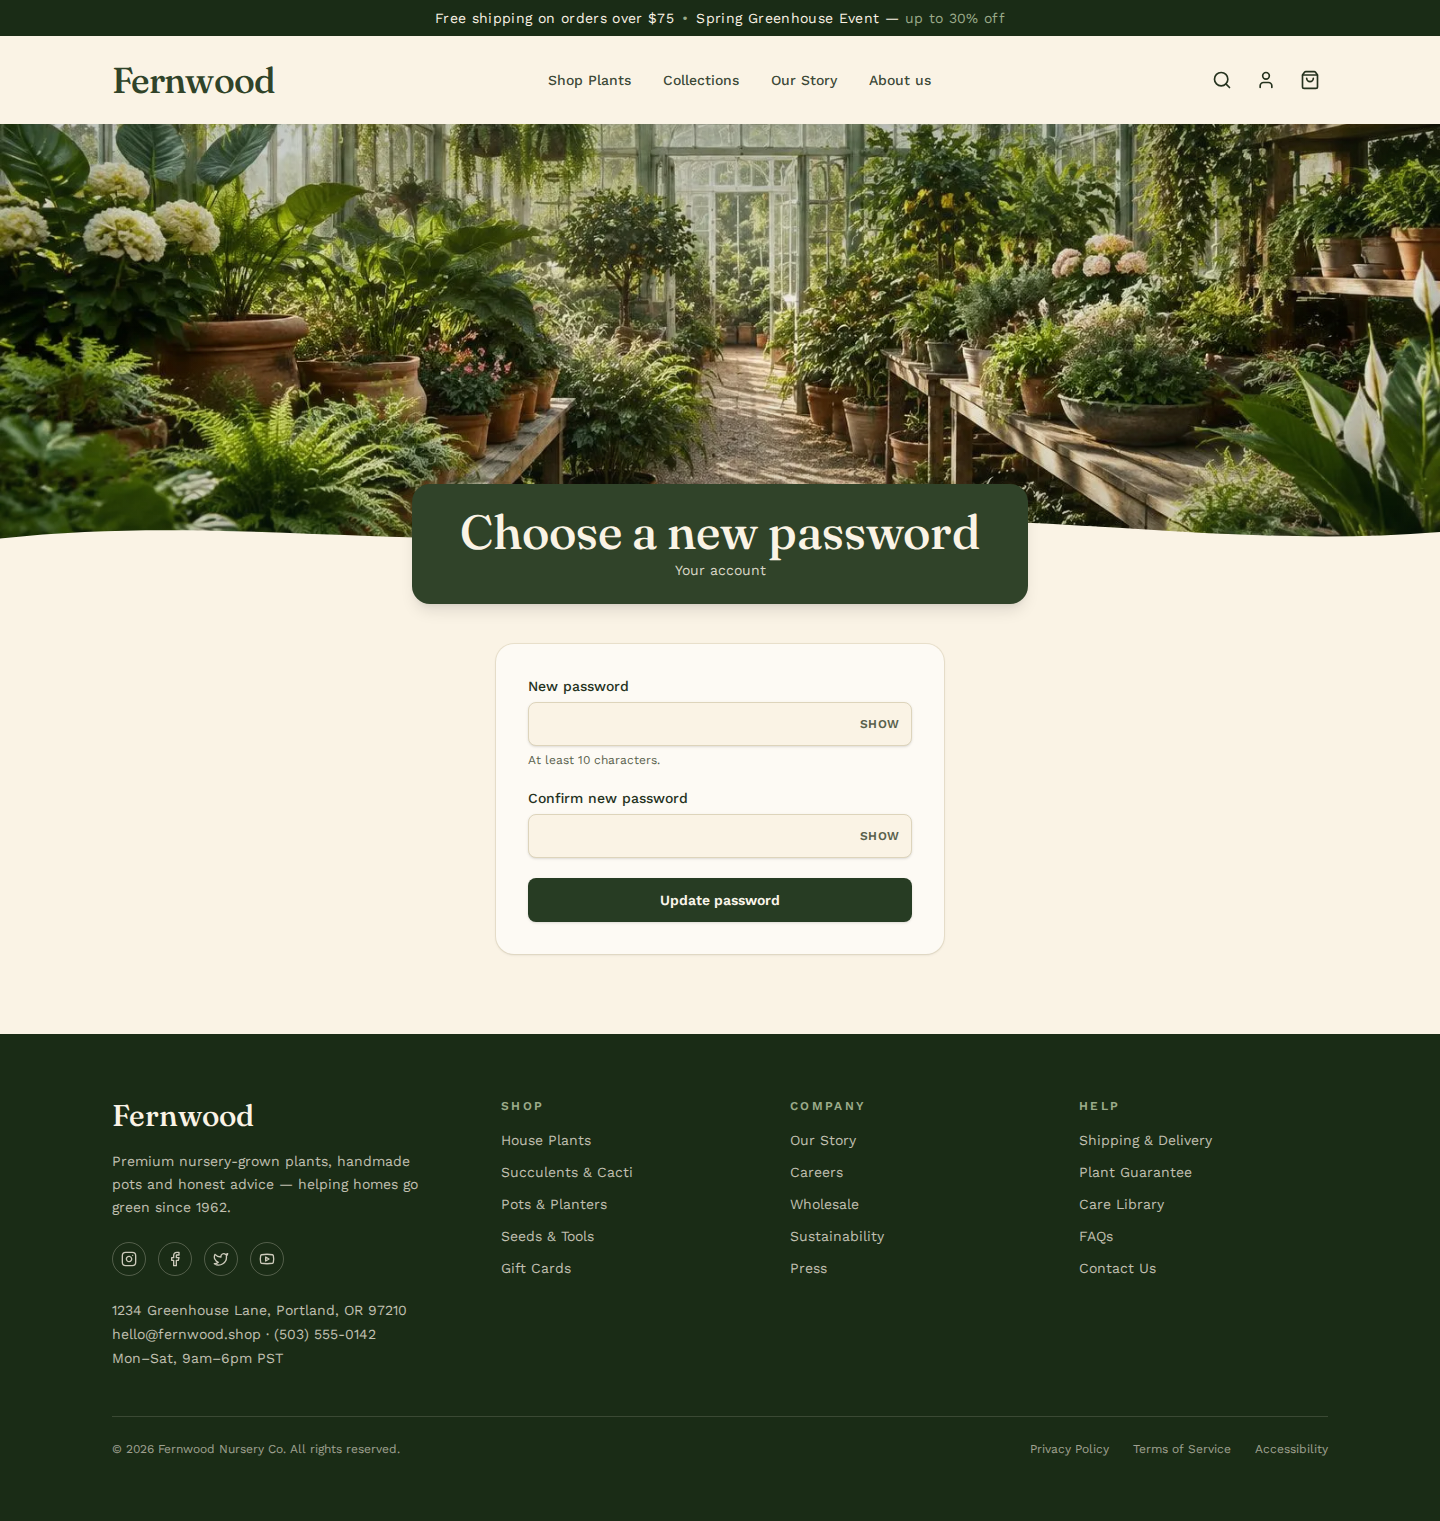 Free shipping on orders over $75 • Spring Greenhouse Event — up to 30% off
Fernwood
Shop Plants
Collections
Our Story
About us
Choose a new password
Your account
New password
SHOW
At least 10 characters.
Confirm new password
SHOW
Update password
Fernwood
Premium nursery-grown plants, handmade
pots and honest advice — helping homes go
green since 1962.
1234 Greenhouse Lane, Portland, OR 97210
hello@fernwood.shop · (503) 555-0142
Mon–Sat, 9am–6pm PST
SHOP
House Plants
Succulents & Cacti
Pots & Planters
Seeds & Tools
Gift Cards
COMPANY
Our Story
Careers
Wholesale
Sustainability
Press
HELP
Shipping & Delivery
Plant Guarantee
Care Library
FAQs
Contact Us
© 2026 Fernwood Nursery Co. All rights reserved.
Privacy Policy
Terms of Service
Accessibility